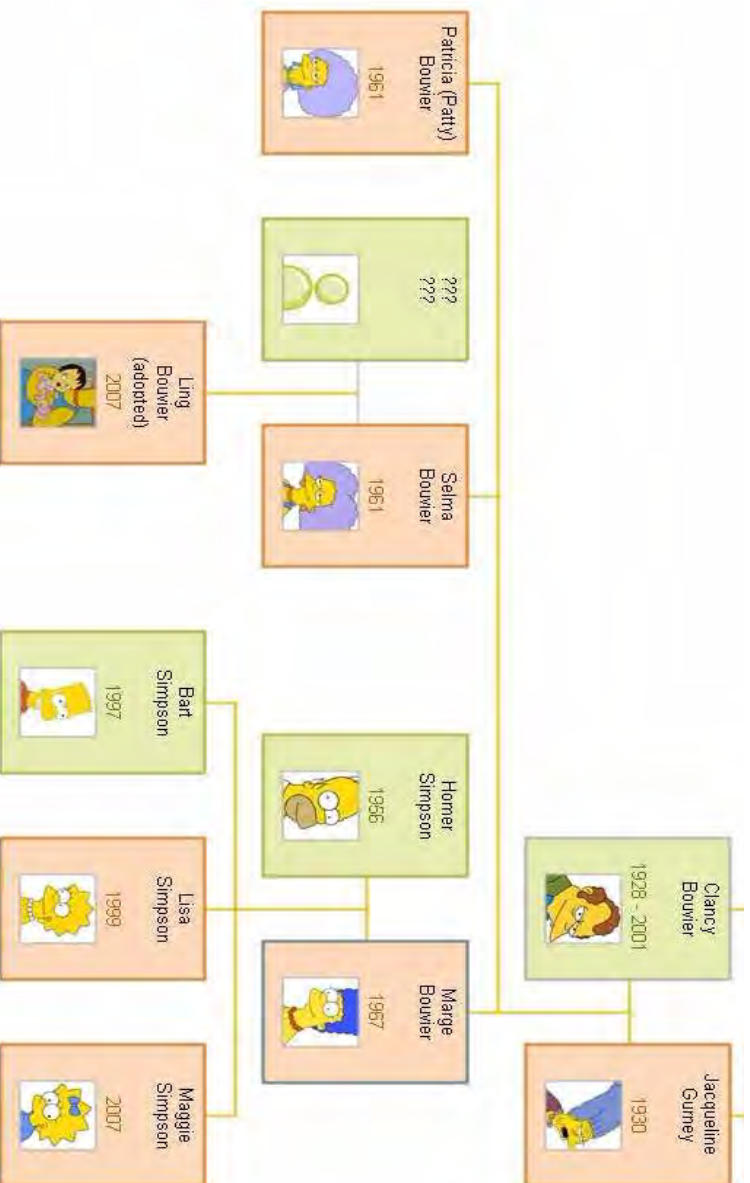 Clancy
Bouvier
1928 - 2001
Jacqueline
Gurney
1930
Patricia (Patty)
Bouvier
1961
???
???
Selma
Bouvier
1961
Homer
Simpson
1956
Marge
Bouvier
1967
Ling
Bouvier
(adopted)
2007
Bart
Simpson
1997
Lisa
Simpson
1999
Maggie
Simpson
2007